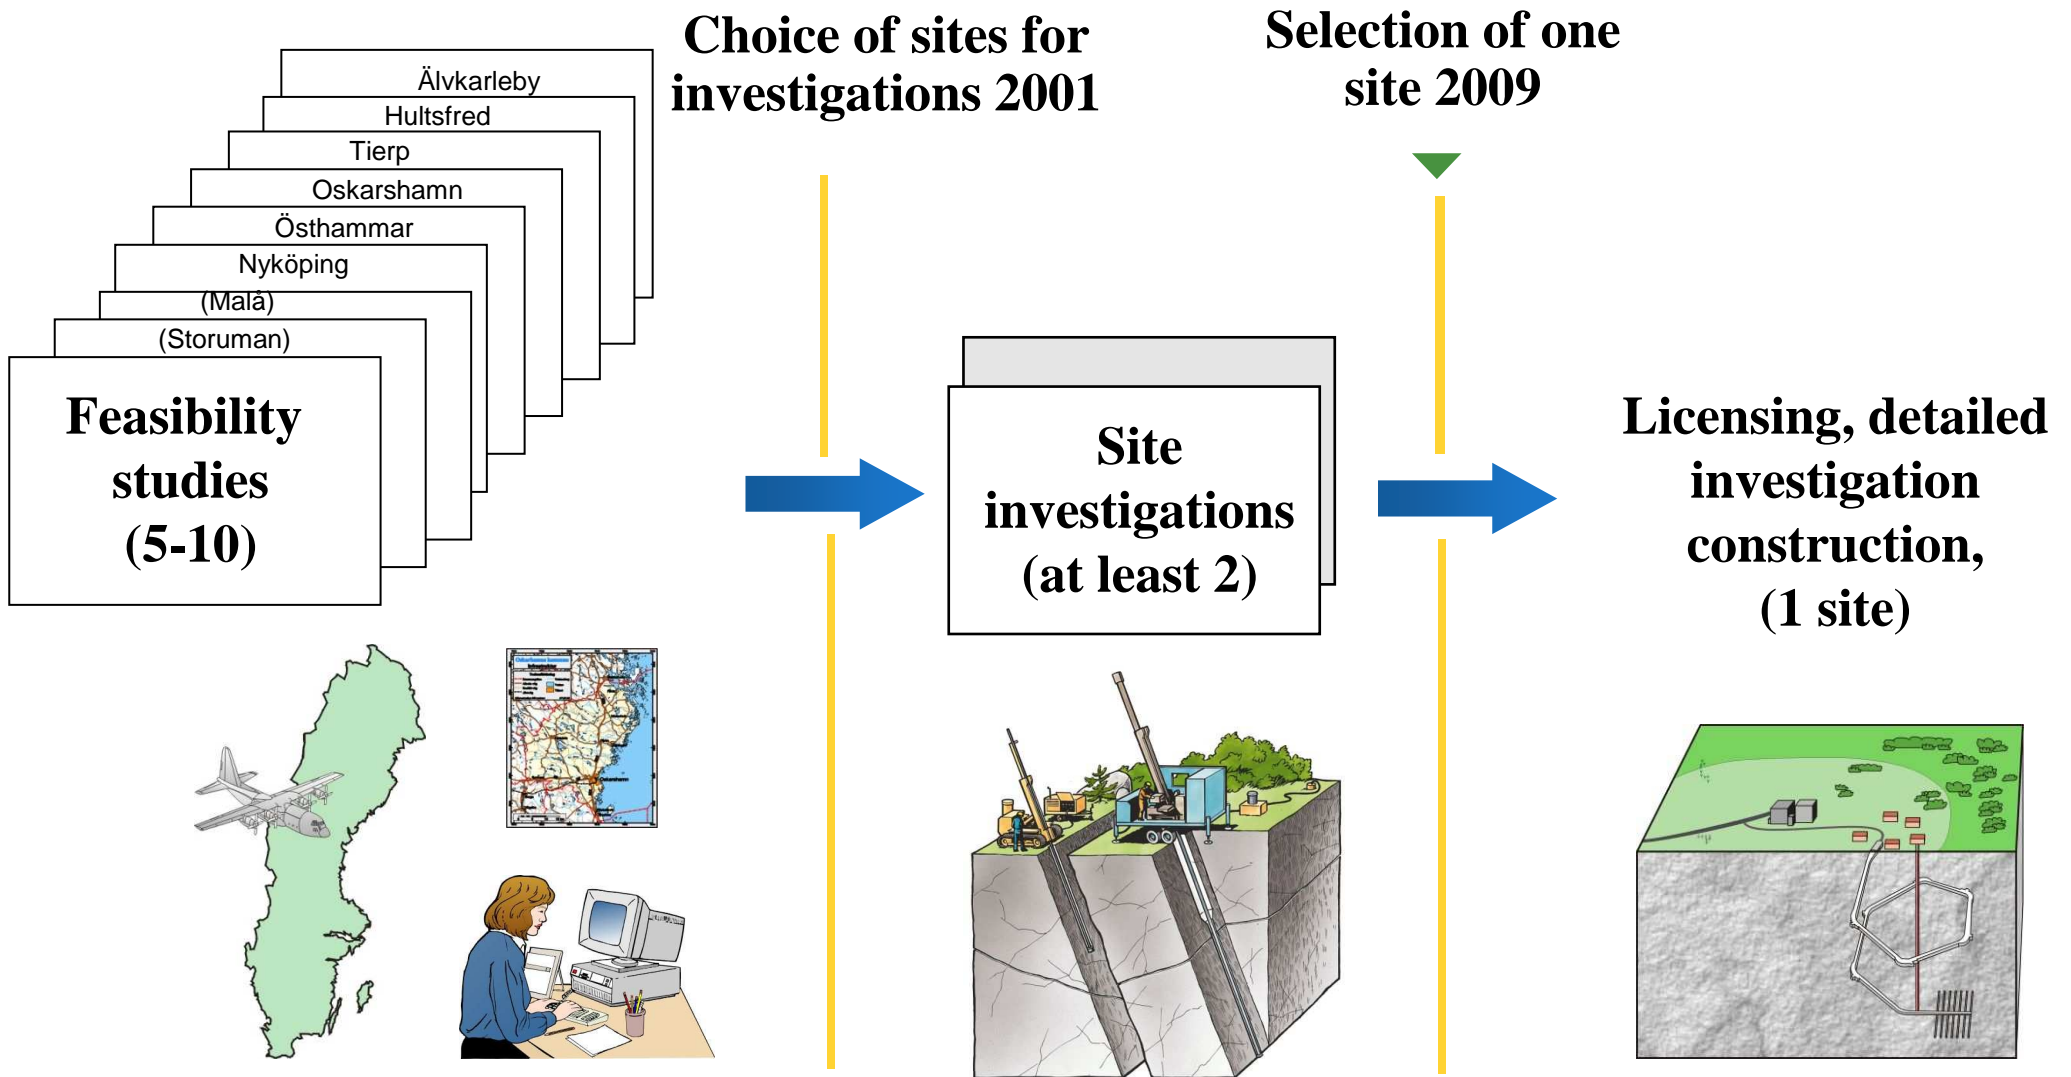 Choice of sites for
investigations 2001
Selection of one
site 2009
Älvkarleby
Hultsfred
Tierp
Oskarshamn
Östhammar
Nyköping
(Malå)
(Storuman)
Feasibility
studies
(5-10)
Site
investigations
(at least 2)
Licensing, detailed
investigation
construction,
(1 site)
Oskarshamn